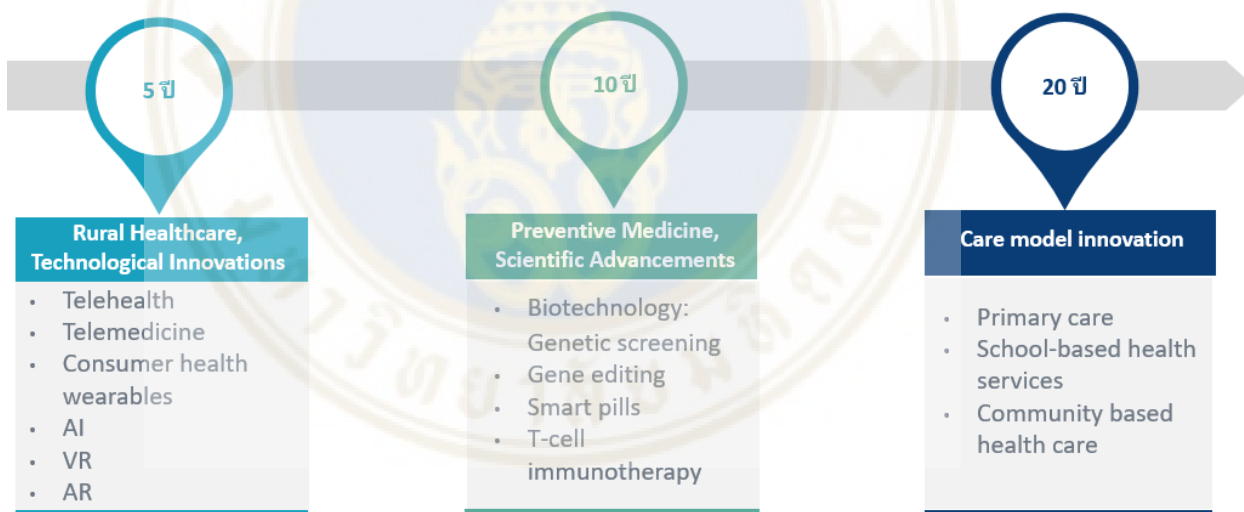 5 ปี
10 ปี
20 ปี
Rural Healthcare,
Technological Innovations
• Telehealth
• Telemedicine
• Consumer health
wearables
• AI
• VR
• AR
Preventive Medicine,
Scientific Advancements
• Biotechnology:
Genetic screening
• Gene editing
• Smart pills
• T-cell
immunotherapy
Care model innovation
• Primary care
• School-based health
services
• Community based
health care